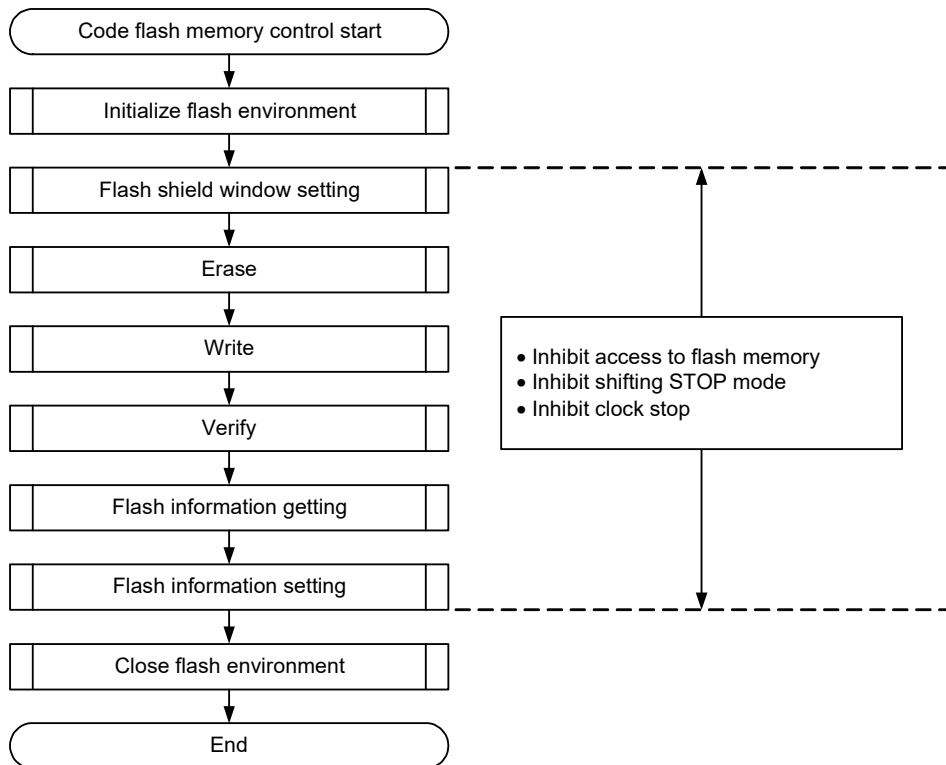 Code flash memory control start
Initialize flash environment
Flash shield window setting
Erase
Write
Verify
Flash information getting
Flash information setting
Close flash environment
End
• Inhibit access to flash memory
• Inhibit shifting STOP mode
• Inhibit clock stop